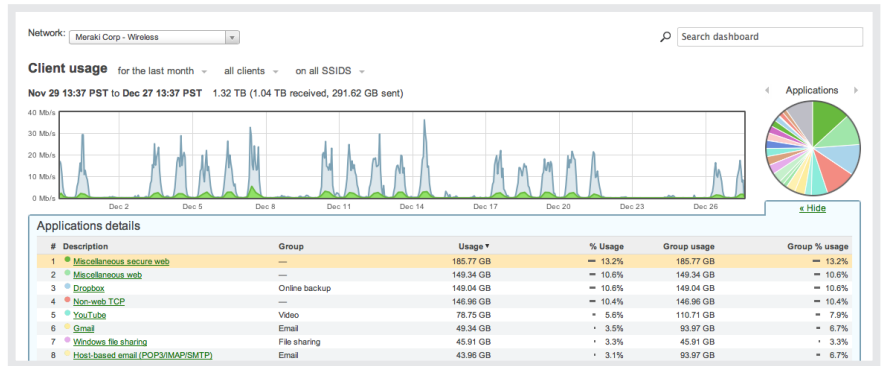 Network: Meraki Corp - Wireless
Search dashboard
Client usage for the last month all clients on all SSIDS
Nov 29 13:37 PST to Dec 27 13:37 PST 1.32 TB (1.04 TB received, 291.62 GB sent)
Applications
40 Mb/s
30 Mb/s
20 Mb/s
10 Mb/s
0 Mb/s
Dec 2 Dec 5 Dec 8 Dec 11 Dec 14 Dec 17 Dec 20 Dec 23 Dec 26
« Hide
Applications details
# Description Group Usage ▼ % Usage Group usage Group % usage
1 Miscellaneous secure web — 185.77 GB 13.2% 185.77 GB 13.2%
2 Miscellaneous web — 149.34 GB 10.6% 149.34 GB 10.6%
3 Dropbox Online backup 149.04 GB 10.6% 149.04 GB 10.6%
4 Non-web TCP — 146.96 GB 10.4% 146.96 GB 10.4%
5 YouTube Video 78.75 GB 5.6% 110.71 GB 7.9%
6 Gmail Email 49.34 GB 3.5% 93.97 GB 6.7%
7 Windows file sharing File sharing 45.91 GB 3.3% 45.91 GB 3.3%
8 Host-based email (POP3/IMAP/SMTP) Email 43.96 GB 3.1% 93.97 GB 6.7%